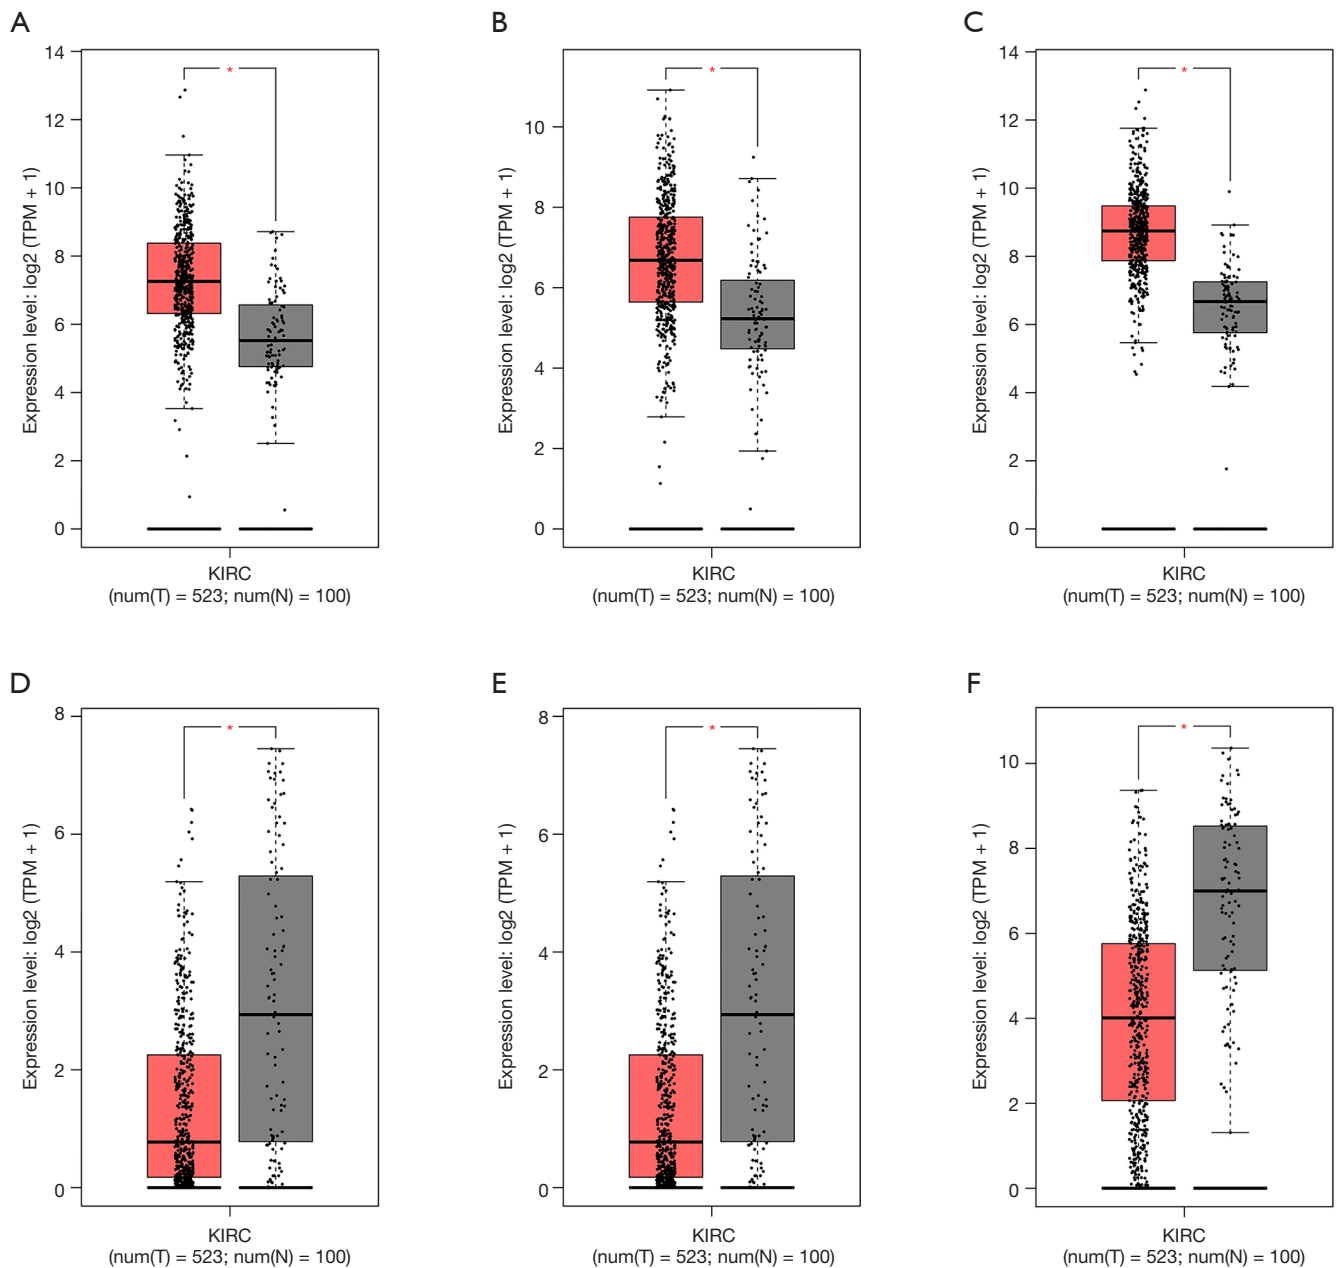 A
B
C
Expression level: log2 (TPM + 1)
14
12
10
8
6
4
2
0
*
KIRC
(num(T) = 523; num(N) = 100)
Expression level: log2 (TPM + 1)
10
8
6
4
2
0
*
KIRC
(num(T) = 523; num(N) = 100)
Expression level: log2 (TPM + 1)
14
12
10
8
6
4
2
0
*
KIRC
(num(T) = 523; num(N) = 100)
D
E
F
Expression level: log2 (TPM + 1)
8
6
4
2
0
*
KIRC
(num(T) = 523; num(N) = 100)
Expression level: log2 (TPM + 1)
8
6
4
2
0
*
KIRC
(num(T) = 523; num(N) = 100)
Expression level: log2 (TPM + 1)
10
8
6
4
2
0
*
KIRC
(num(T) = 523; num(N) = 100)